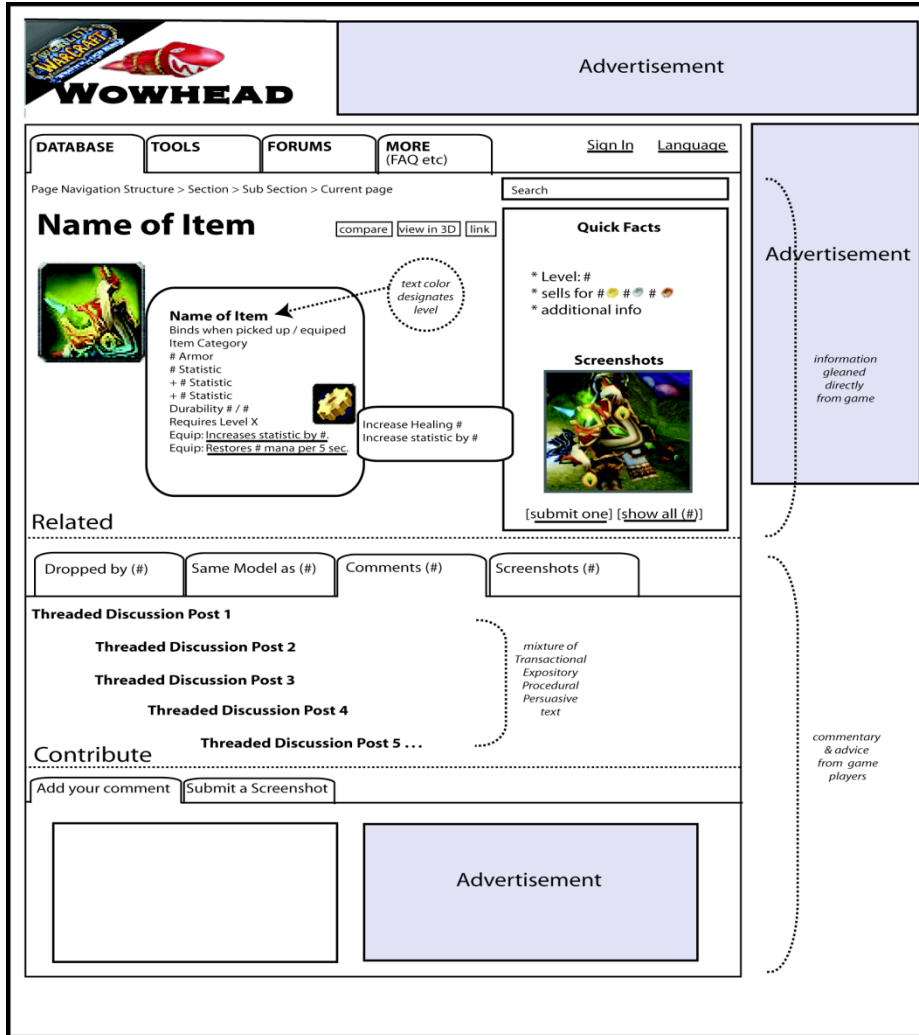 WORLD
WARCRAFT
WOWHEAD
Advertisement
DATABASE
TOOLS
FORUMS
MORE
(FAQ etc)
Sign In
Language
Page Navigation Structure > Section > Sub Section > Current page
Search
Name of Item
compare
view in 3D
link
Quick Facts
* Level: #
* sells for # # #
* additional info
Screenshots
[submit one] [show all (#)]
Advertisement
text color
designates
level
Name of Item
Binds when picked up / equiped
Item Category
# Armor
# Statistic
+ # Statistic
+ # Statistic
Durability # / #
Requires Level X
Equip: Increases statistic by #.
Equip: Restores # mana per 5 sec.
Increase Healing #
Increase statistic by #
information
gleaned
directly
from game
Related
Dropped by (#)
Same Model as (#)
Comments (#)
Screenshots (#)
Threaded Discussion Post 1
Threaded Discussion Post 2
Threaded Discussion Post 3
Threaded Discussion Post 4
Threaded Discussion Post 5 . . .
mixture of
Transactional
Expository
Procedural
Persuasive
text
commentary
& advice
from game
players
Contribute
Add your comment
Submit a Screenshot
Advertisement